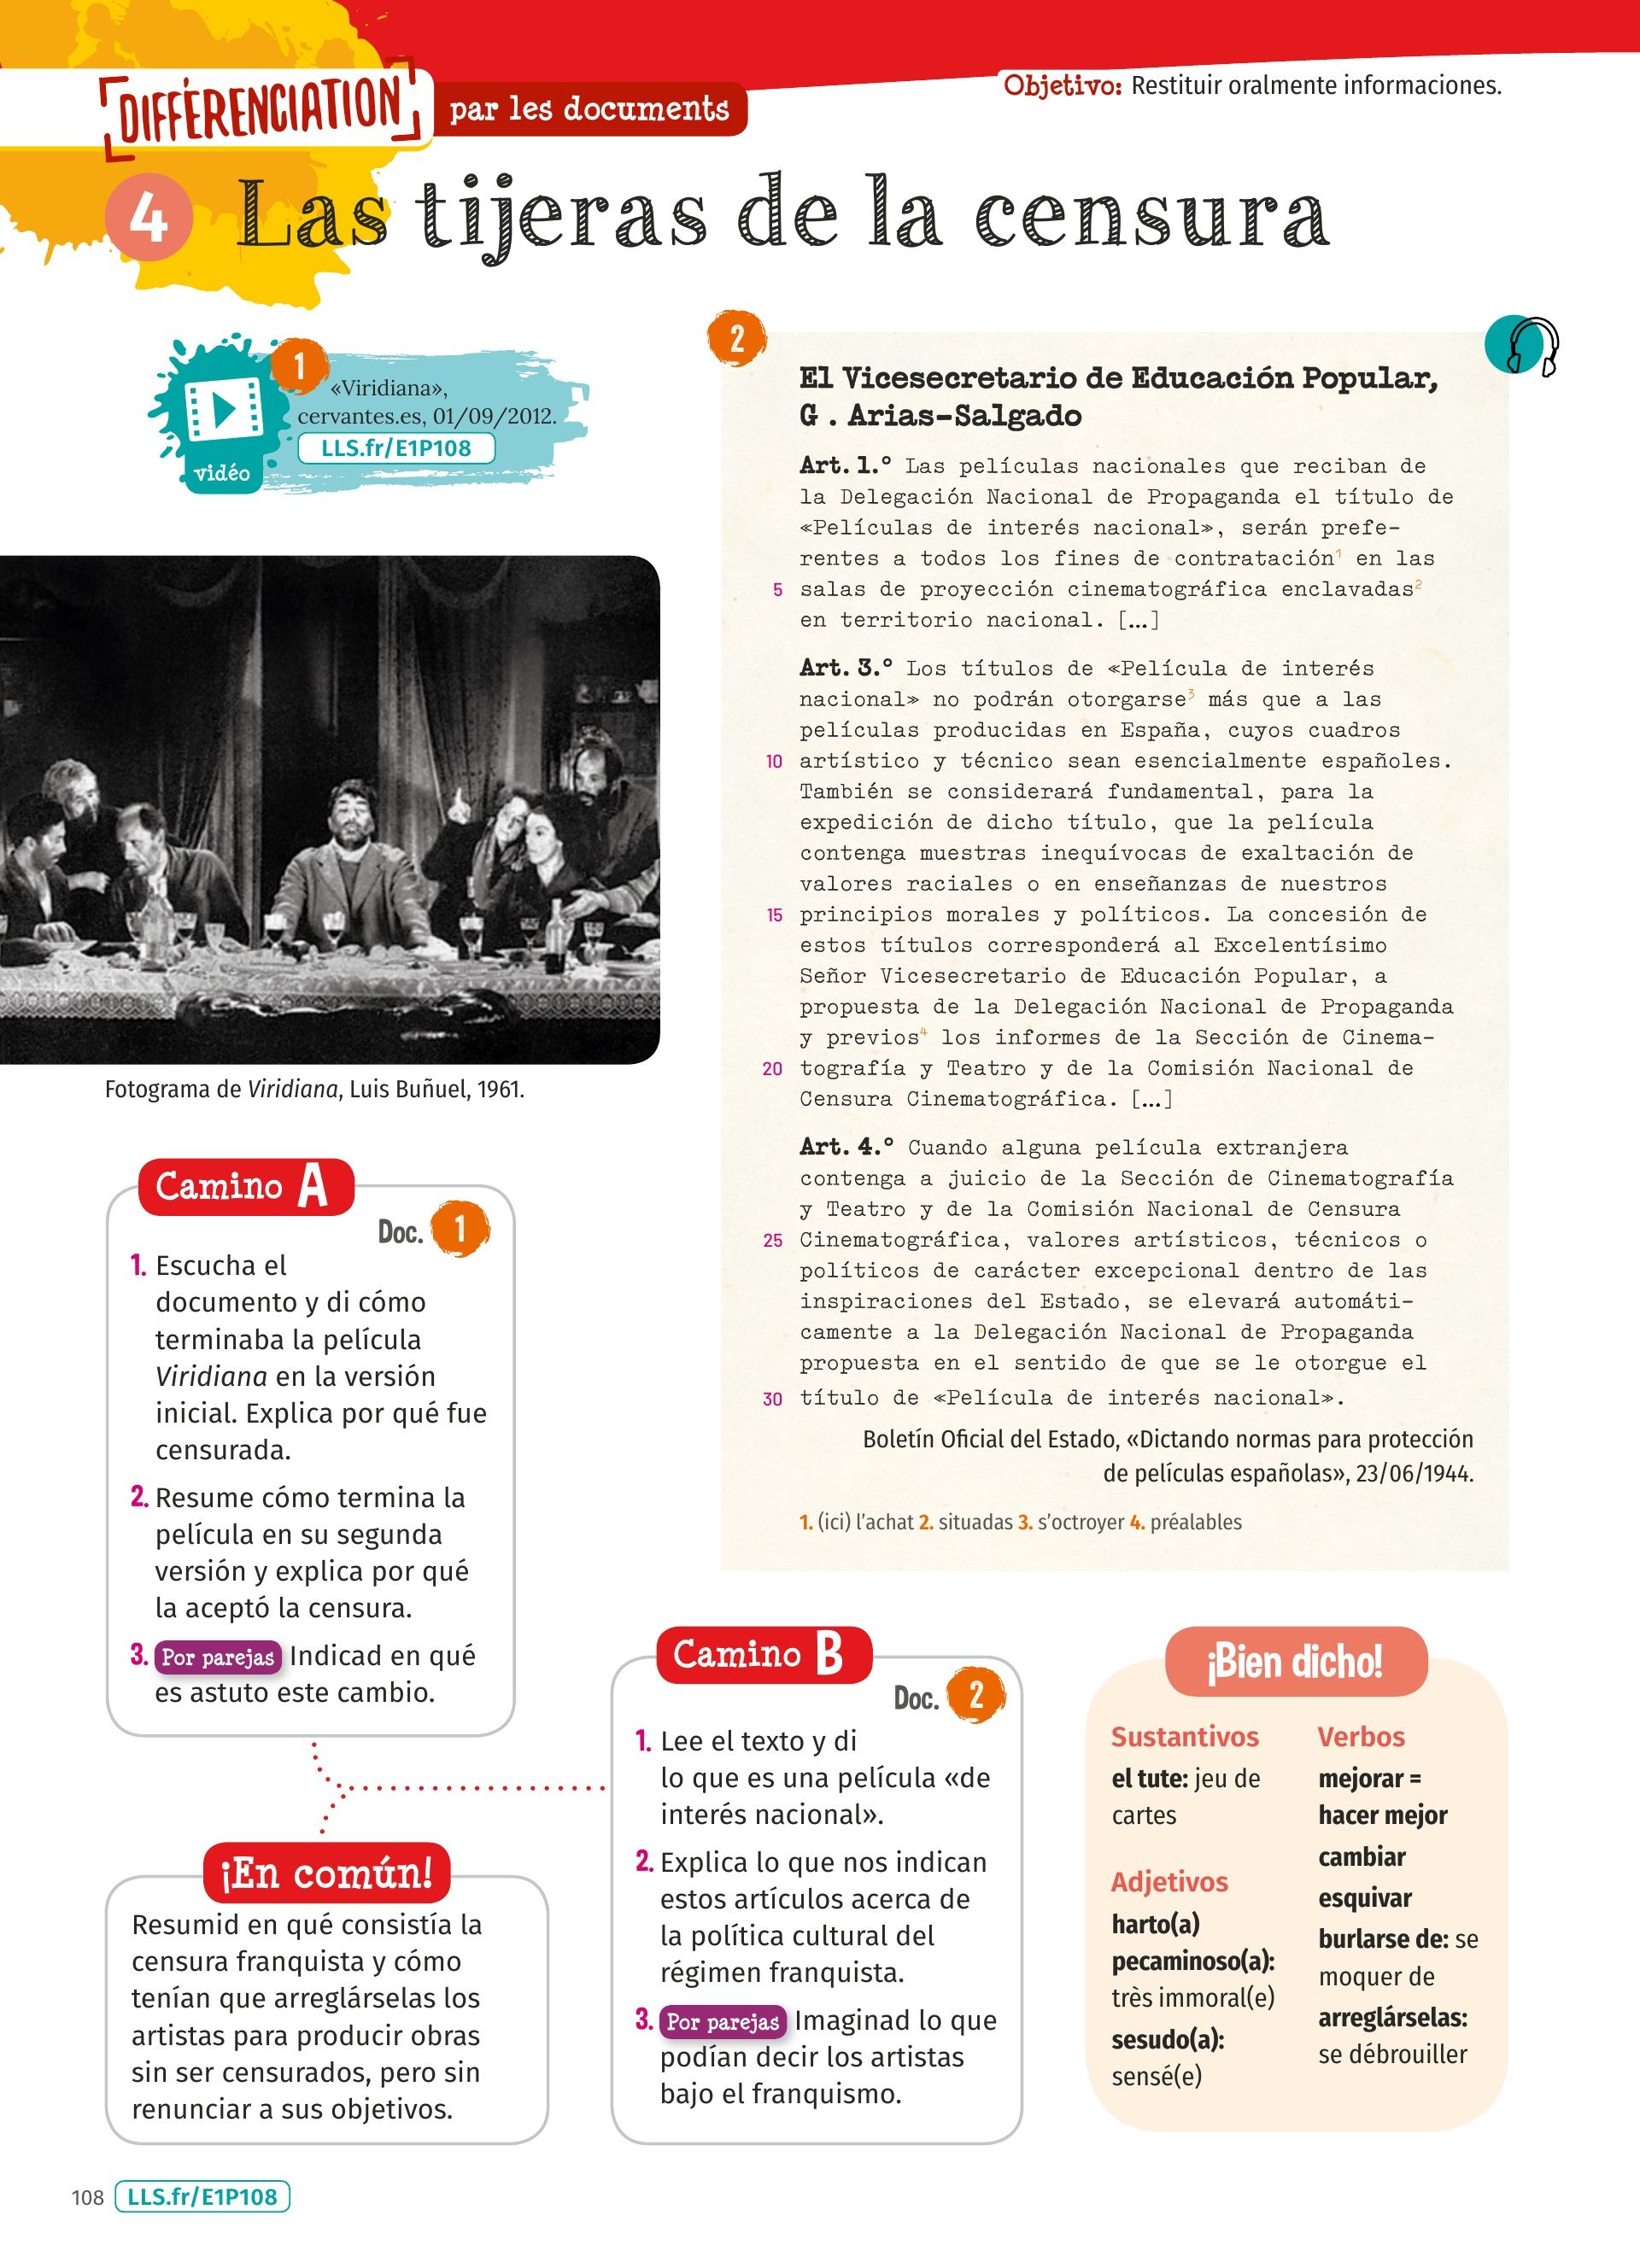 DIFFÉRENCIATION par les documents
Objetivo: Restituir oralmente informaciones.
4 Las tijeras de la censura
1
«Viridiana»,
cervantes.es, 01/09/2012.
LLS.fr/E1P108
vidéo
Fotograma de Viridiana, Luis Buñuel, 1961.
2
El Vicesecretario de Educación Popular,
G . Arias-Salgado
Art. 1.° Las películas nacionales que reciban de
la Delegación Nacional de Propaganda el título de
«Películas de interés nacional», serán prefe-
rentes a todos los fines de contratación1 en las
5 salas de proyección cinematográfica enclavadas2
en territorio nacional. [...]
Art. 3.° Los títulos de «Película de interés
nacional» no podrán otorgarse3 más que a las
películas producidas en España, cuyos cuadros
10 artístico y técnico sean esencialmente españoles.
También se considerará fundamental, para la
expedición de dicho título, que la película
contenga muestras inequívocas de exaltación de
valores raciales o en enseñanzas de nuestros
15 principios morales y políticos. La concesión de
estos títulos corresponderá al Excelentísimo
Señor Vicesecretario de Educación Popular, a
propuesta de la Delegación Nacional de Propaganda
y previos4 los informes de la Sección de Cinema-
20 tografía y Teatro y de la Comisión Nacional de
Censura Cinematográfica. [...]
Art. 4.° Cuando alguna película extranjera
contenga a juicio de la Sección de Cinematografía
y Teatro y de la Comisión Nacional de Censura
25 Cinematográfica, valores artísticos, técnicos o
políticos de carácter excepcional dentro de las
inspiraciones del Estado, se elevará automáti-
camente a la Delegación Nacional de Propaganda
propuesta en el sentido de que se le otorgue el
30 título de «Película de interés nacional».
Boletín Oficial del Estado, «Dictando normas para protección
de películas españolas», 23/06/1944.
1. (ici) l'achat 2. situadas 3. s'octroyer 4. préalables
Camino A
Doc. 1
1. Escucha el
documento y di cómo
terminaba la película
Viridiana en la versión
inicial. Explica por qué fue
censurada.
2. Resume cómo termina la
película en su segunda
versión y explica por qué
la aceptó la censura.
3. Por parejas Indicad en qué
es astuto este cambio.
Camino B
Doc. 2
1. Lee el texto y di
lo que es una película «de
interés nacional».
2. Explica lo que nos indican
estos artículos acerca de
la política cultural del
régimen franquista.
3. Por parejas Imaginad lo que
podían decir los artistas
bajo el franquismo.
¡En común!
Resumid en qué consistía la
censura franquista y cómo
tenían que arreglárselas los
artistas para producir obras
sin ser censurados, pero sin
renunciar a sus objetivos.
¡Bien dicho!
Sustantivos
el tute: jeu de
cartes
Adjetivos
harto(a)
pecaminoso(a):
très immoral(e)
sesudo(a):
sensé(e)
Verbos
mejorar =
hacer mejor
cambiar
esquivar
burlarse de: se
moquer de
arreglárselas:
se débrouiller
108 LLS.fr/E1P108